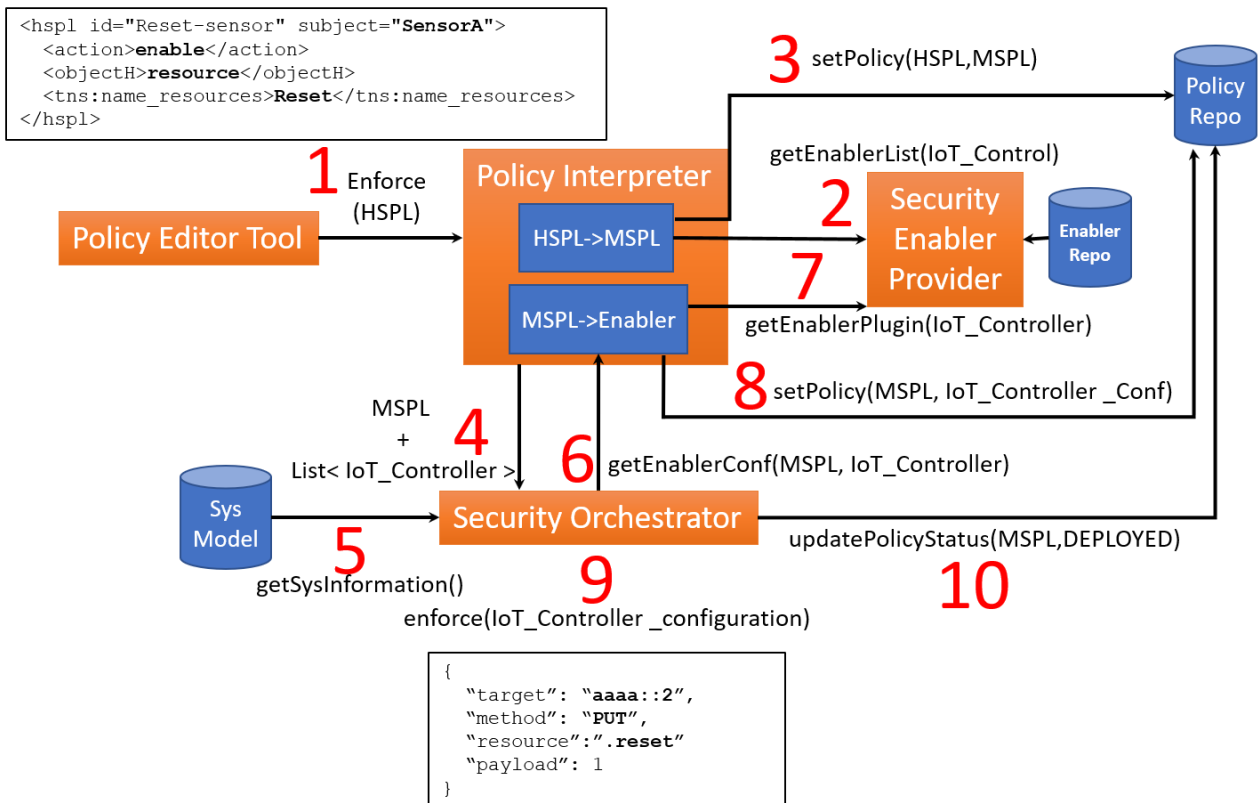 <hspl id="Reset-sensor" subject="SensorA">
<action>enable</action>
<objectH>resource</objectH>
<tns:name_resources>Reset</tns:name_resources>
</hspl>
3
setPolicy(HSPL,MSPL)
Policy
Repo
1
Enforce
(HSPL)
Policy Interpreter
getEnablerList(IoT_Control)
2
Policy Editor Tool
HSPL->MSPL
Security
Enabler
Provider
Enabler
Repo
7
MSPL->Enabler
getEnablerPlugin(IoT_Controller)
8
setPolicy(MSPL, IoT_Controller _Conf)
MSPL
+
List< IoT_Controller >
4
6
getEnablerConf(MSPL, IoT_Controller)
Sys
Model
Security Orchestrator
5
getSysInformation()
9
updatePolicyStatus(MSPL,DEPLOYED)
10
enforce(IoT_Controller _configuration)
{
“target”: “aaaa::2”,
“method”: “PUT”,
“resource”:”.reset”
“payload”: 1
}